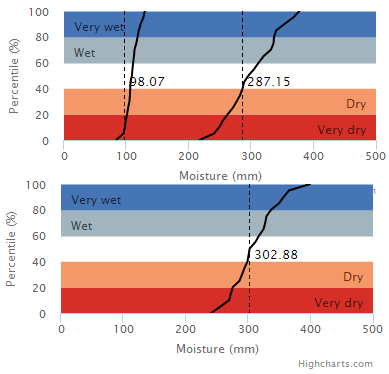 100
Very wet
80
Wet
60
98.07
287.15
40
Dry
20
Very dry
0
Percentile (%)
0 100 200 300 400 500
Moisture (mm)
100
Very wet
80
Wet
60
302.88
40
Dry
20
Very dry
0
Percentile (%)
0 100 200 300 400 500
Moisture (mm)
Highcharts.com